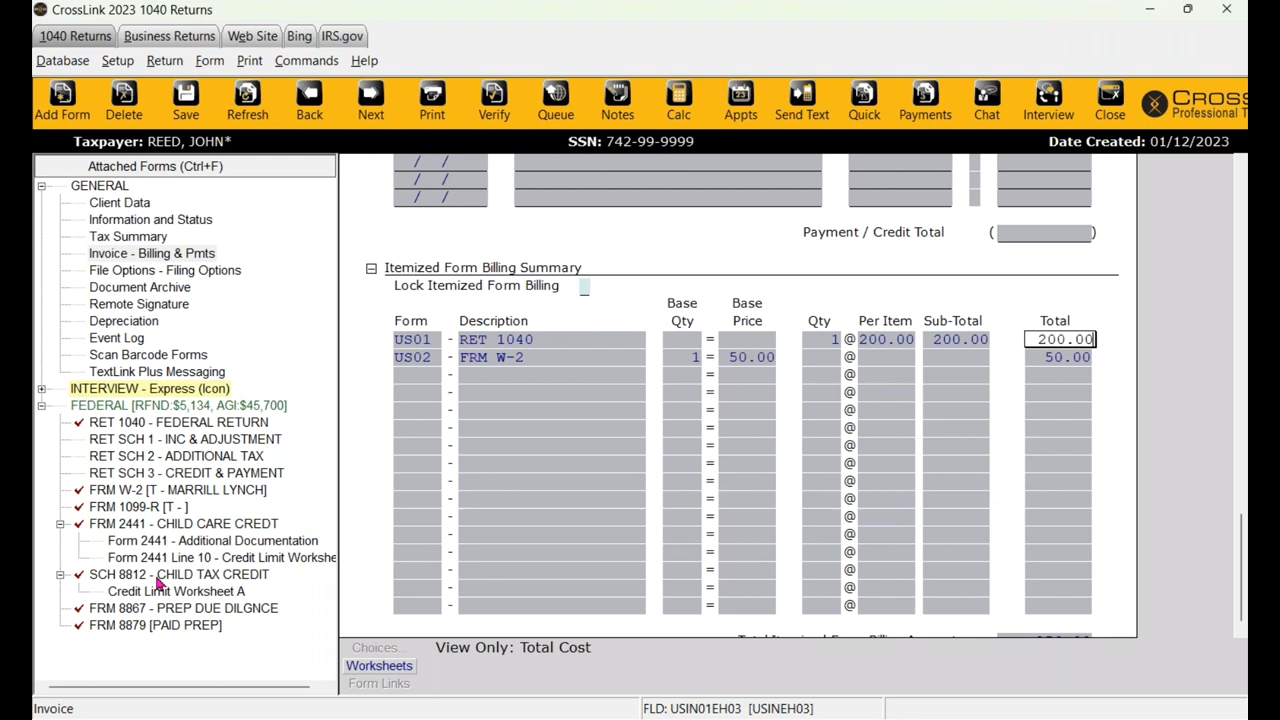 CrossLink 2023 1040 Returns
1040 Returns Business Returns Web Site Bing IRS.gov
Database Setup Return Form Print Commands Help
Add Form Delete Save Refresh Back Next Print Verify Queue Notes Calc Appts Send Text Quick Payments Chat Interview Close CROSS
Professional T
Taxpayer: REED, JOHN* SSN: 742-99-9999 Date Created: 01/12/2023
Attached Forms (Ctrl+F)
GENERAL
Client Data
Information and Status
Tax Summary
Invoice - Billing & Pmts
File Options - Filing Options
Document Archive
Remote Signature
Depreciation
Event Log
Scan Barcode Forms
TextLink Plus Messaging
INTERVIEW - Express (Icon)
FEDERAL [RFND:$5,134, AGI:$45,700]
RET 1040 - FEDERAL RETURN
RET SCH 1 - INC & ADJUSTMENT
RET SCH 2 - ADDITIONAL TAX
RET SCH 3 - CREDIT & PAYMENT
FRM W-2 [T - MARRILL LYNCH]
FRM 1099-R [T - ]
FRM 2441 - CHILD CARE CREDT
Form 2441 - Additional Documentation
Form 2441 Line 10 - Credit Limit Workshe
SCH 8812 - CHILD TAX CREDIT
Credit Limit Worksheet A
FRM 8867 - PREP DUE DILGNCE
FRM 8879 [PAID PREP]
/ /
/ /
/ /
Payment / Credit Total ( )
Itemized Form Billing Summary
Lock Itemized Form Billing
Base Base
Form Description Qty Price Qty Per Item Sub-Total Total
US01 - RET 1040 = 1 @ 200.00 200.00 200.00
US02 - FRM W-2 1 = 50.00 @ 50.00
- = @
- = @
- = @
- = @
- = @
- = @
- = @
- = @
- = @
- = @
- = @
- = @
- = @
- = @
Choices... View Only: Total Cost
Worksheets
Form Links
Invoice FLD: USIN01EH03 [USINEH03]